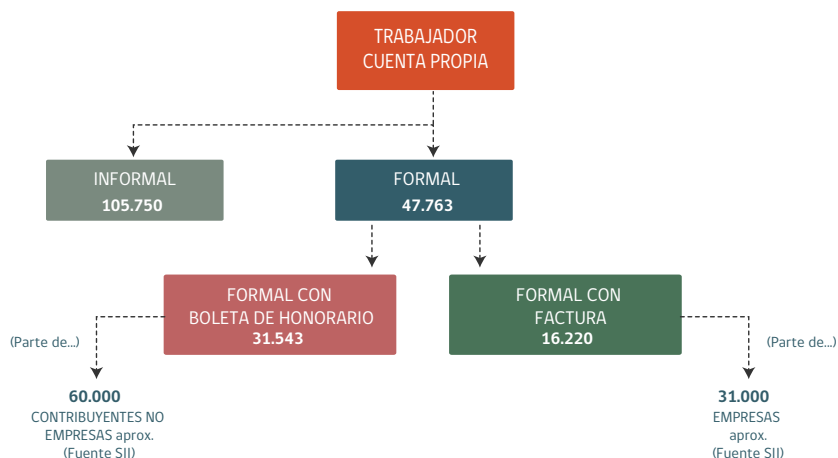 TRABAJADOR
CUENTA PROPIA
INFORMAL
105.750
FORMAL
47.763
FORMAL CON
BOLETA DE HONORARIO
31.543
FORMAL CON
FACTURA
16.220
(Parte de...)
(Parte de...)
60.000
CONTRIBUYENTES NO
EMPRESAS aprox.
(Fuente SII)
31.000
EMPRESAS
aprox.
(Fuente SII)